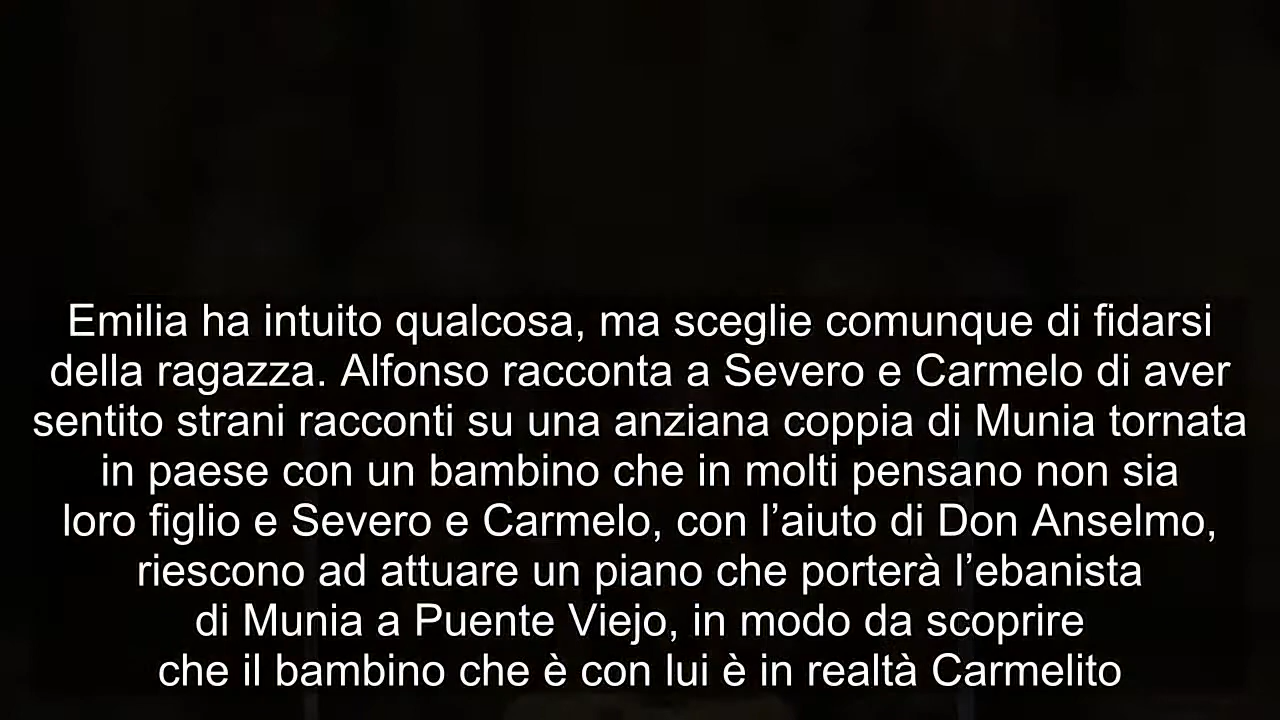 Emilia ha intuito qualcosa, ma sceglie comunque di fidarsi
della ragazza. Alfonso racconta a Severo e Carmelo di aver
sentito strani racconti su una anziana coppia di Munia tornata
in paese con un bambino che in molti pensano non sia
loro figlio e Severo e Carmelo, con l’aiuto di Don Anselmo,
riescono ad attuare un piano che porterà l’ebanista
di Munia a Puente Viejo, in modo da scoprire
che il bambino che è con lui è in realtà Carmelito